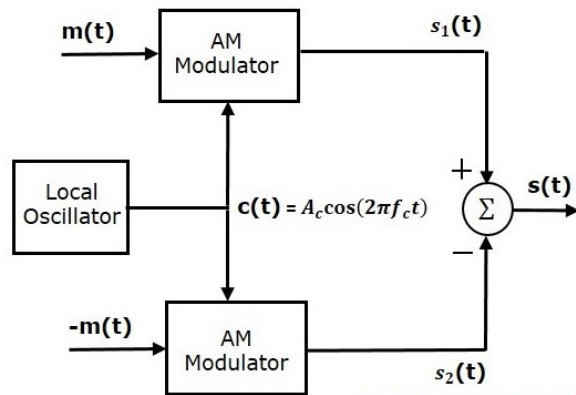 m(t)
AM
Modulator
s₁(t)
Local
Oscillator
c(t) = A_c cos(2πf_c t)
+
Σ
s(t)
−
-m(t)
AM
Modulator
s₂(t)